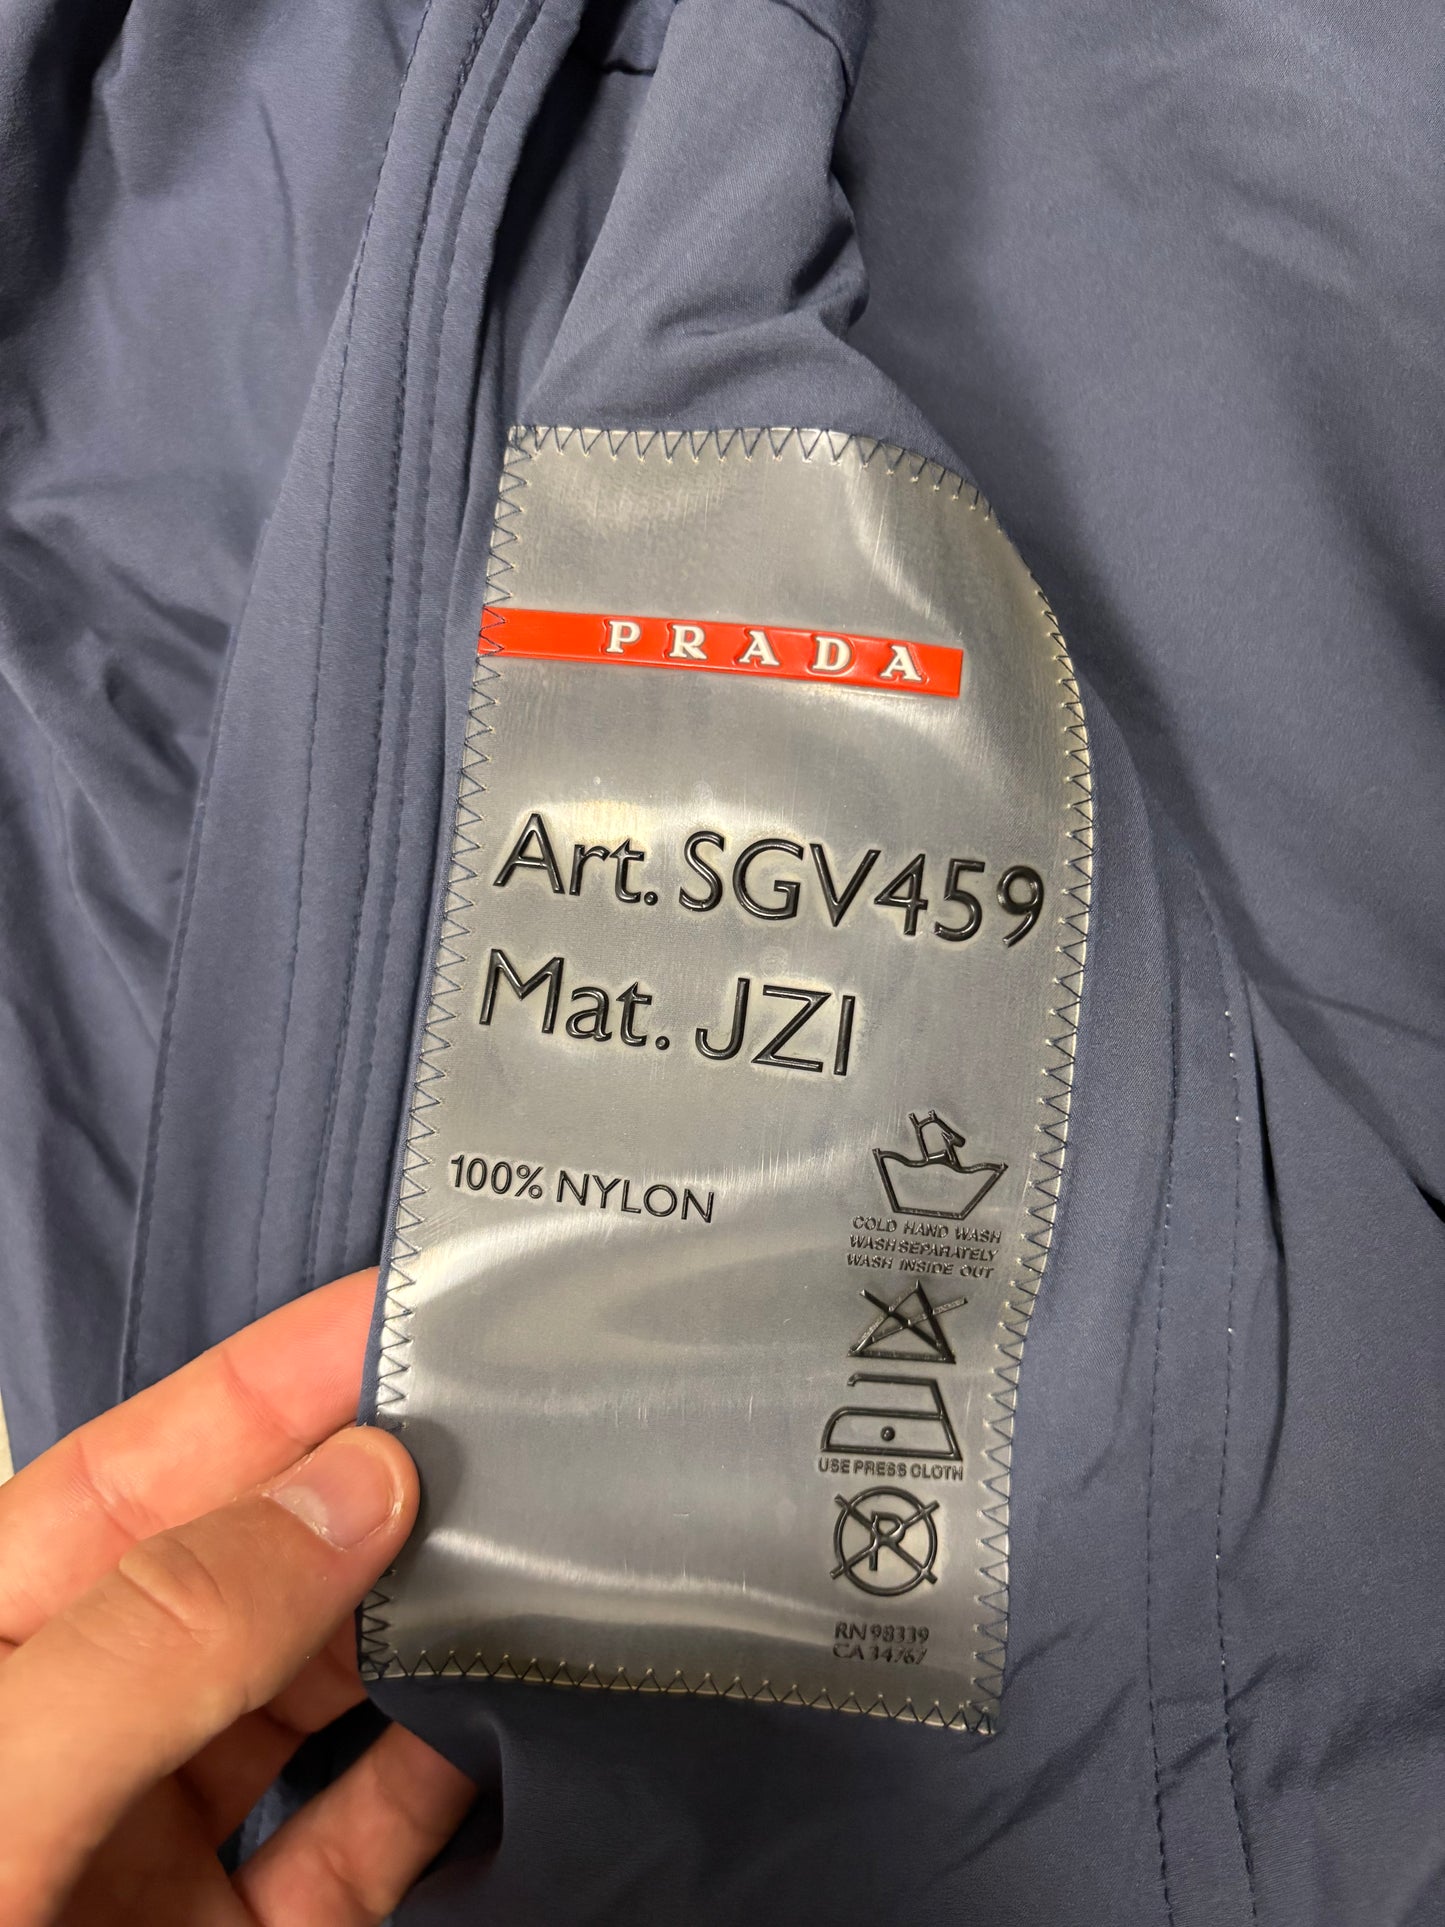 PRADA
Art. SGV459
Mat. JZI
100% NYLON
COLD HAND WASH
WASH SEPARATELY
WASH INSIDE OUT
USE PRESS CLOTH
R
RN 98339
CA 34767